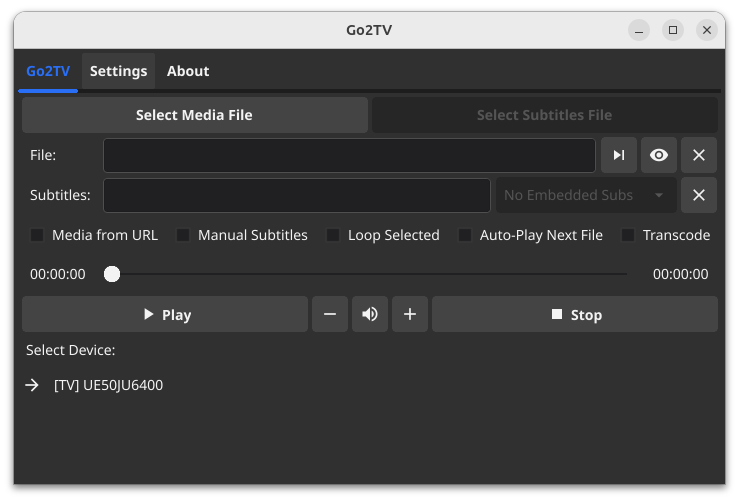 Go2TV
Go2TV Settings About
Select Media File Select Subtitles File
File:
Subtitles: No Embedded Subs
Media from URL Manual Subtitles Loop Selected Auto-Play Next File Transcode
00:00:00 00:00:00
Play Stop
Select Device:
[TV] UE50JU6400